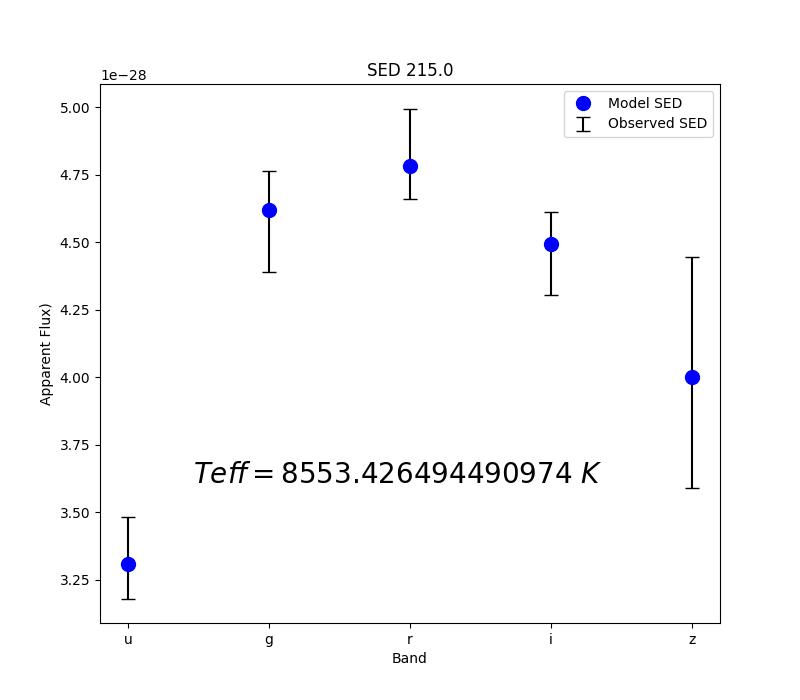 SED 215.0
1e−28
Model SED
Observed SED
5.00
4.75
4.50
4.25
4.00
3.75
3.50
3.25
Apparent Flux)
Teff = 8553.426494490974 K
u g r i z
Band